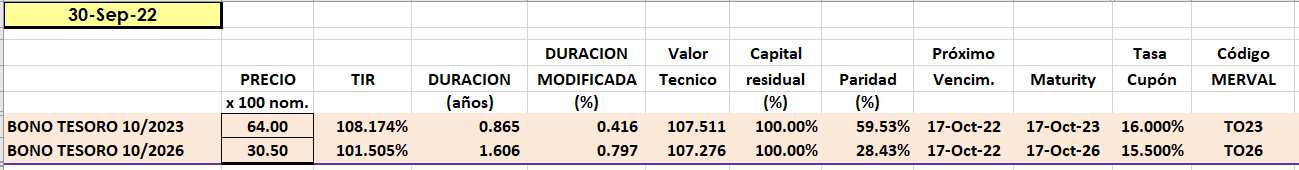 30-Sep-22
DURACION Valor Capital Próximo Tasa Código
PRECIO TIR DURACION MODIFICADA Tecnico residual Paridad Vencim. Maturity Cupón MERVAL
x 100 nom. (años) (%) (%) (%)
BONO TESORO 10/2023 64.00 108.174% 0.865 0.416 107.511 100.00% 59.53% 17-Oct-22 17-Oct-23 16.000% TO23
BONO TESORO 10/2026 30.50 101.505% 1.606 0.797 107.276 100.00% 28.43% 17-Oct-22 17-Oct-26 15.500% TO26